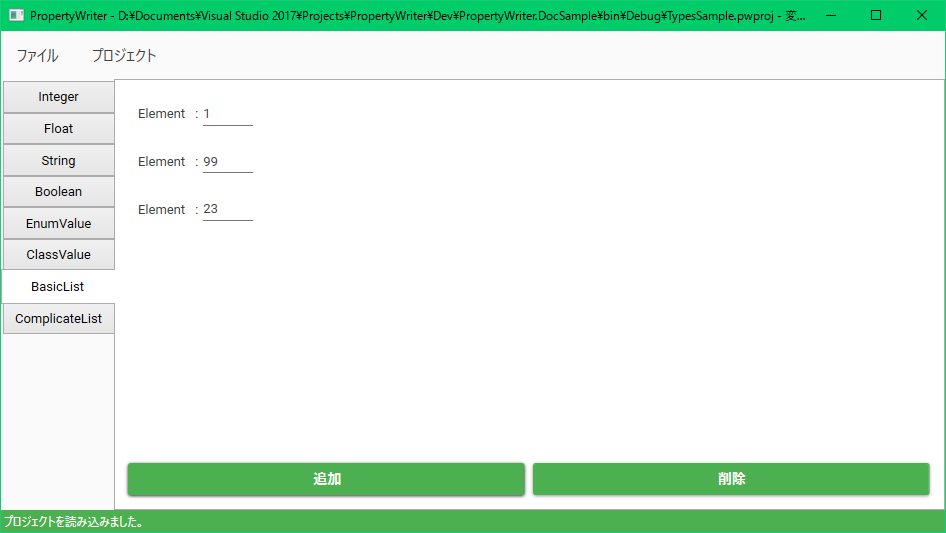 PropertyWriter - D:¥Documents¥Visual Studio 2017¥Projects¥PropertyWriter¥Dev¥PropertyWriter.DocSample¥bin¥Debug¥TypesSample.pwproj - 変...
ファイル プロジェクト
Integer
Float
String
Boolean
EnumValue
ClassValue
BasicList
ComplicateList
Element : 1
Element : 99
Element : 23
追加 削除
プロジェクトを読み込みました。